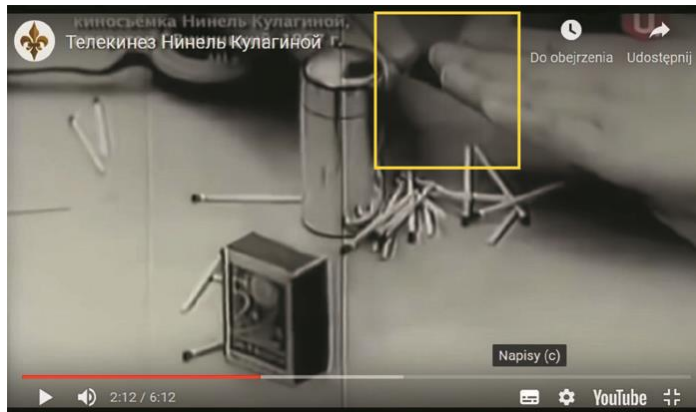 киносъёмка Нинель Кулагиной,
Телекинез Нинель Кулагиной
Do obejrzenia
Udostępnij
Napisy (c)
2:12 / 6:12
YouTube